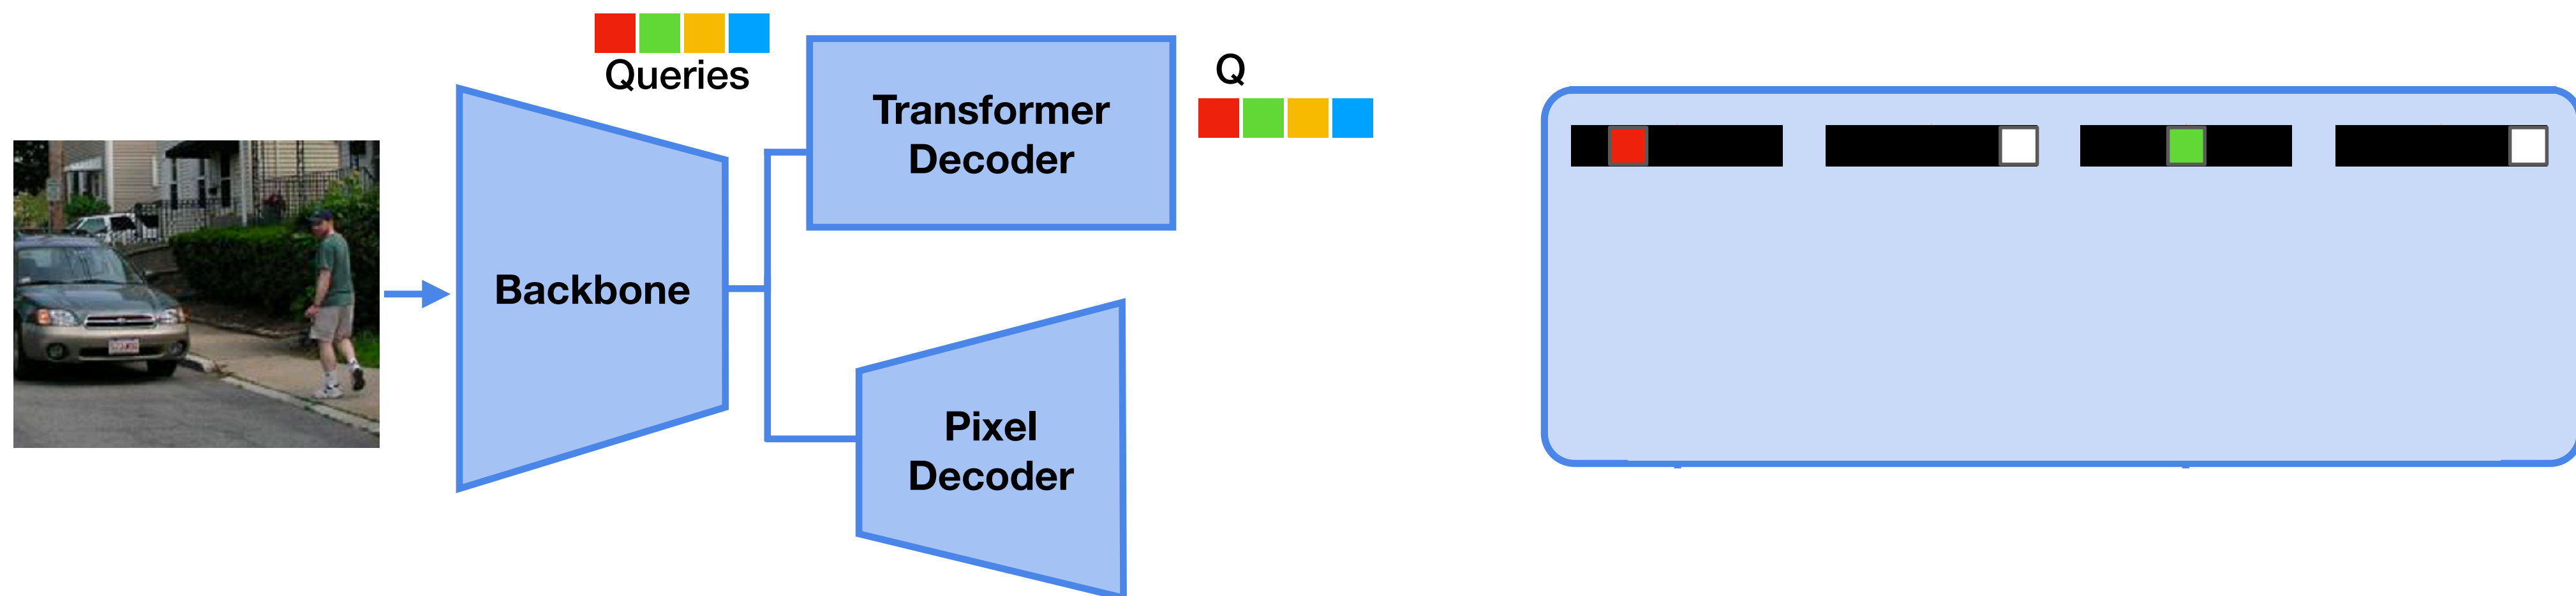 Queries
Transformer
Decoder
Q
Backbone
Pixel
Decoder